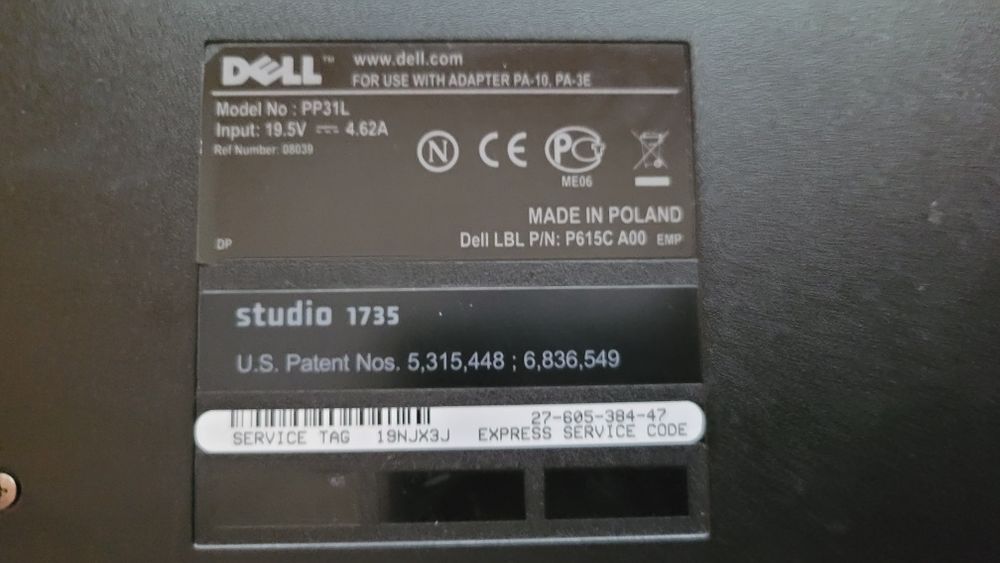 DELL™ www.dell.com
FOR USE WITH ADAPTER PA-10, PA-3E
Model No : PP31L
Input: 19.5V ⎓ 4.62A
Ref Number: 08039
N CE PCT
ME06
MADE IN POLAND
DP Dell LBL P/N: P615C A00 EMP
studio 1735
U.S. Patent Nos. 5,315,448 ; 6,836,549
27-605-384-47
SERVICE TAG 19NJX3J EXPRESS SERVICE CODE